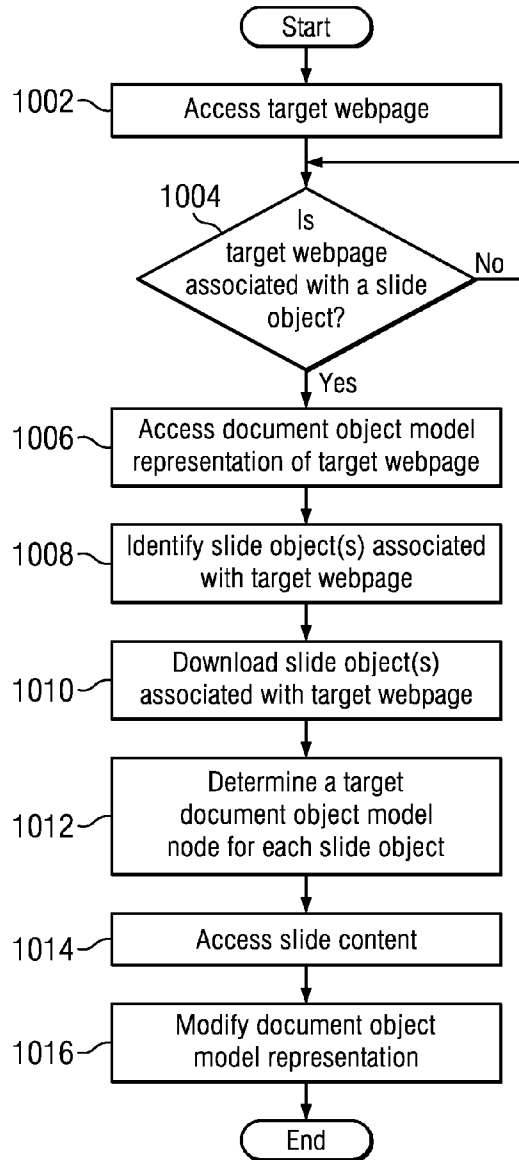 Start
1002
Access target webpage
1004
Is
target webpage
associated with a slide
object?
No
Yes
1006
Access document object model
representation of target webpage
1008
Identify slide object(s) associated
with target webpage
1010
Download slide object(s)
associated with target webpage
1012
Determine a target
document object model
node for each slide object
1014
Access slide content
1016
Modify document object
model representation
End